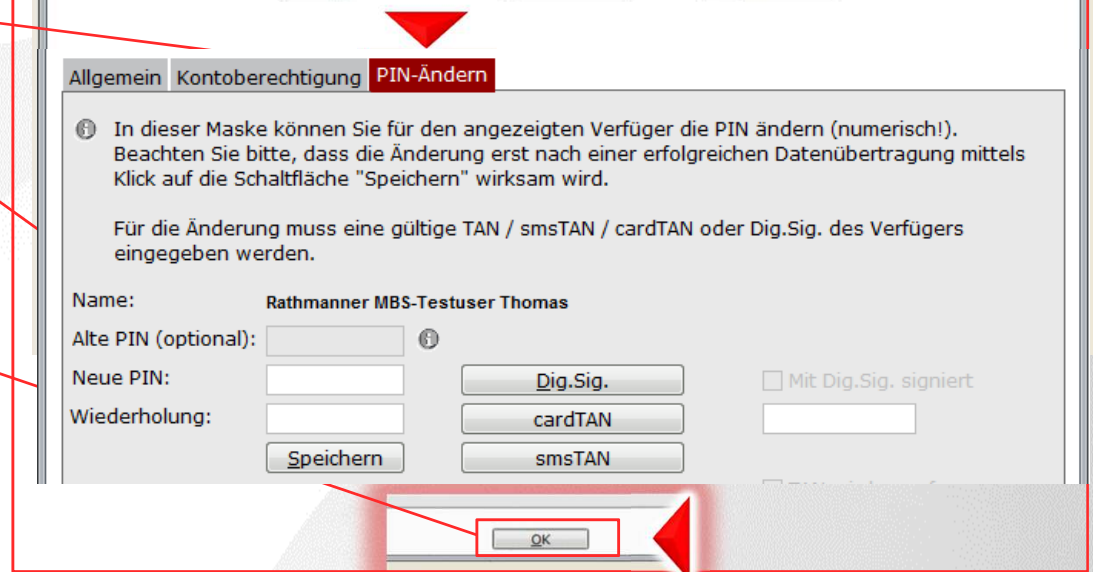 Allgemein Kontoberechtigung PIN-Ändern
In dieser Maske können Sie für den angezeigten Verfüger die PIN ändern (numerisch!).
Beachten Sie bitte, dass die Änderung erst nach einer erfolgreichen Datenübertragung mittels
Klick auf die Schaltfläche "Speichern" wirksam wird.
Für die Änderung muss eine gültige TAN / smsTAN / cardTAN oder Dig.Sig. des Verfügers
eingegeben werden.
Name: Rathmanner MBS-Testuser Thomas
Alte PIN (optional):
Neue PIN: Dig.Sig. Mit Dig.Sig. signiert
Wiederholung: cardTAN
Speichern smsTAN
OK